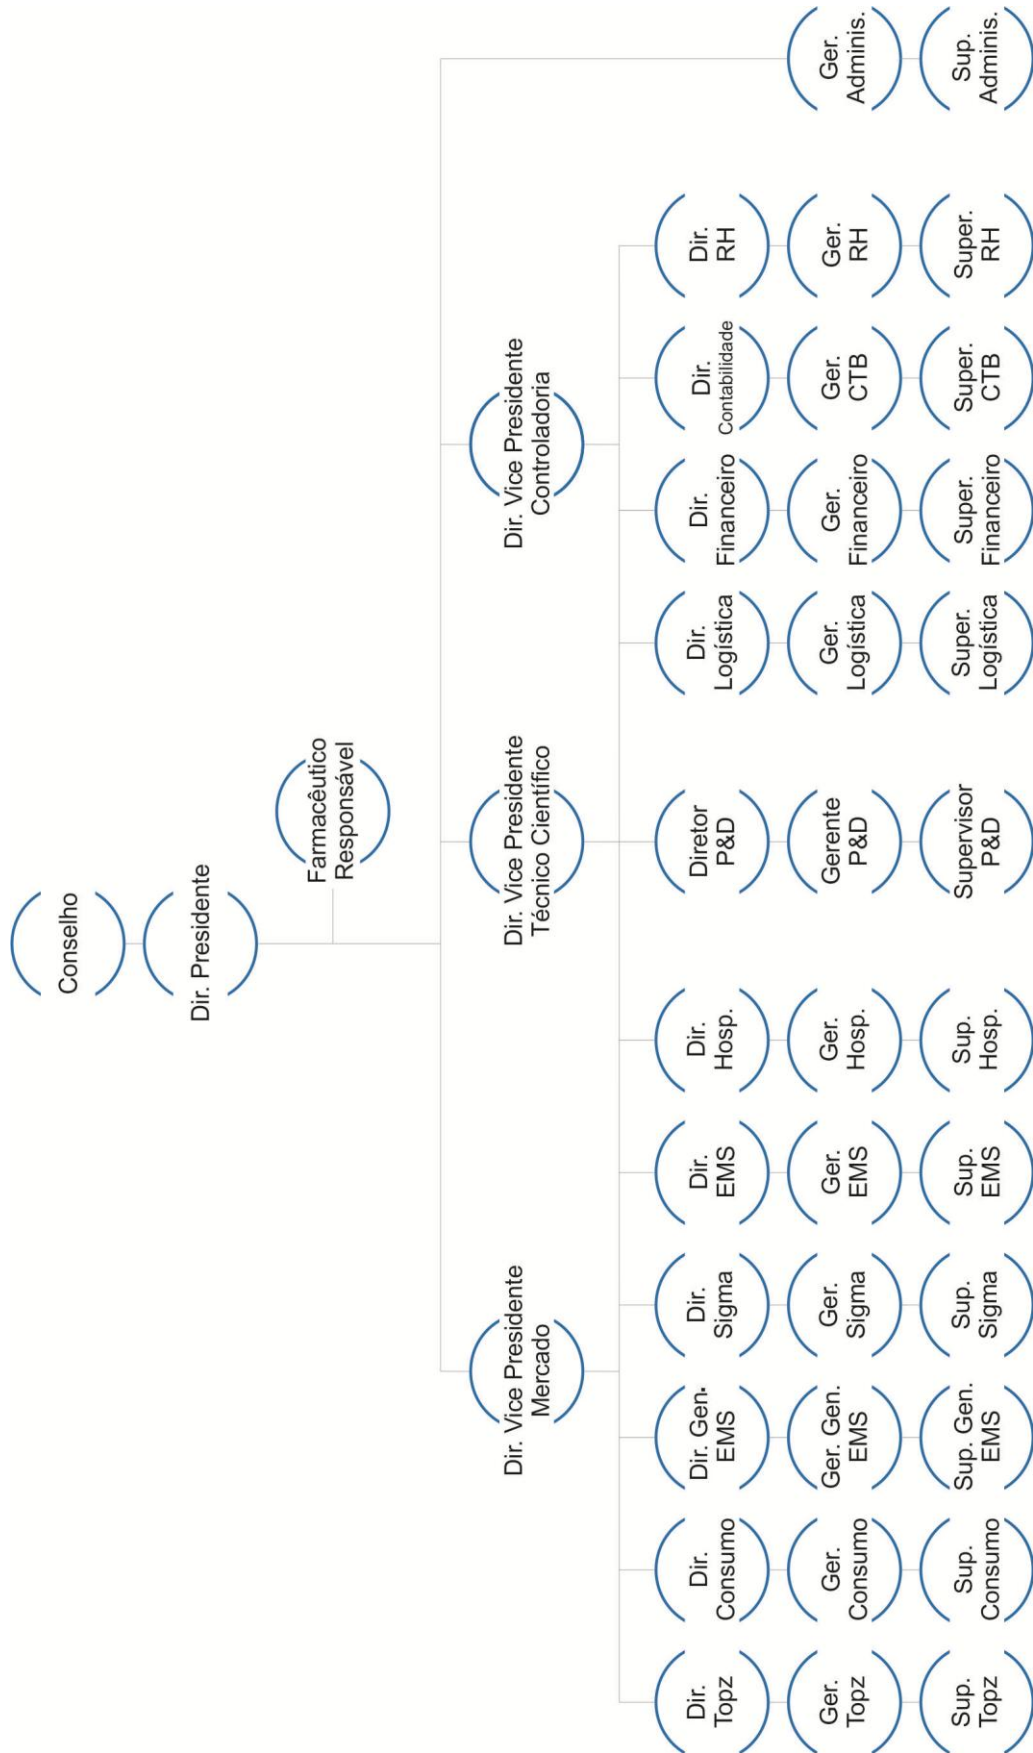 Conselho
Dir. Presidente
Farmacêutico
Responsável
Dir. Vice Presidente
Mercado
Dir. Vice Presidente
Técnico Científico
Dir. Vice Presidente
Controladoria
Dir.
Topz
Dir.
Consumo
Dir. Gen.
EMS
Dir.
Sigma
Dir.
EMS
Dir.
Hosp.
Diretor
P&D
Dir.
Logística
Dir.
Financeiro
Dir.
Contabilidade
Dir.
RH
Ger.
Topz
Ger.
Consumo
Ger. Gen.
EMS
Ger.
Sigma
Ger.
EMS
Ger.
Hosp.
Gerente
P&D
Ger.
Logística
Ger.
Financeiro
Ger.
CTB
Ger.
RH
Ger.
Adminis.
Sup.
Topz
Sup.
Consumo
Sup. Gen.
EMS
Sup.
Sigma
Sup.
EMS
Sup.
Hosp.
Supervisor
P&D
Super.
Logística
Super.
Financeiro
Super.
CTB
Super.
RH
Sup.
Adminis.